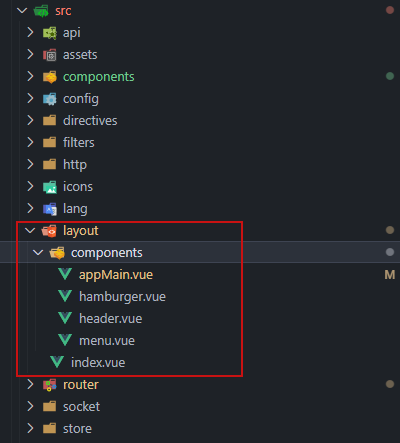 src
api
assets
components
config
directives
filters
http
icons
lang
layout
components
appMain.vue M
hamburger.vue
header.vue
menu.vue
index.vue
router
socket
store